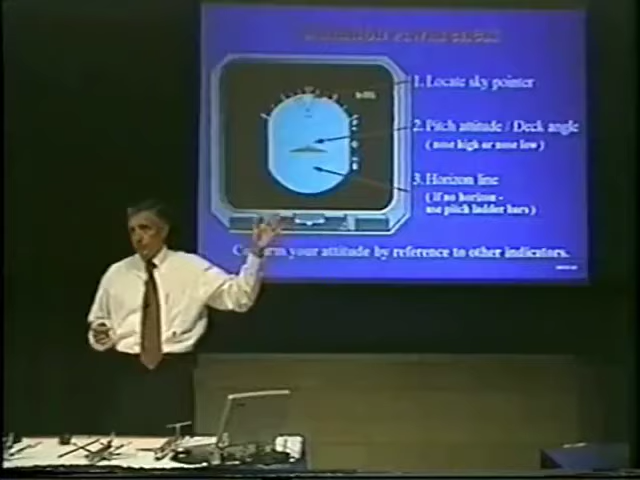 1. Locate sky pointer
2. Pitch attitude / Deck angle
( nose high or nose low )
3. Horizon line
( if no horizon -
use pitch ladder bars )
your attitude by reference to other indicators.